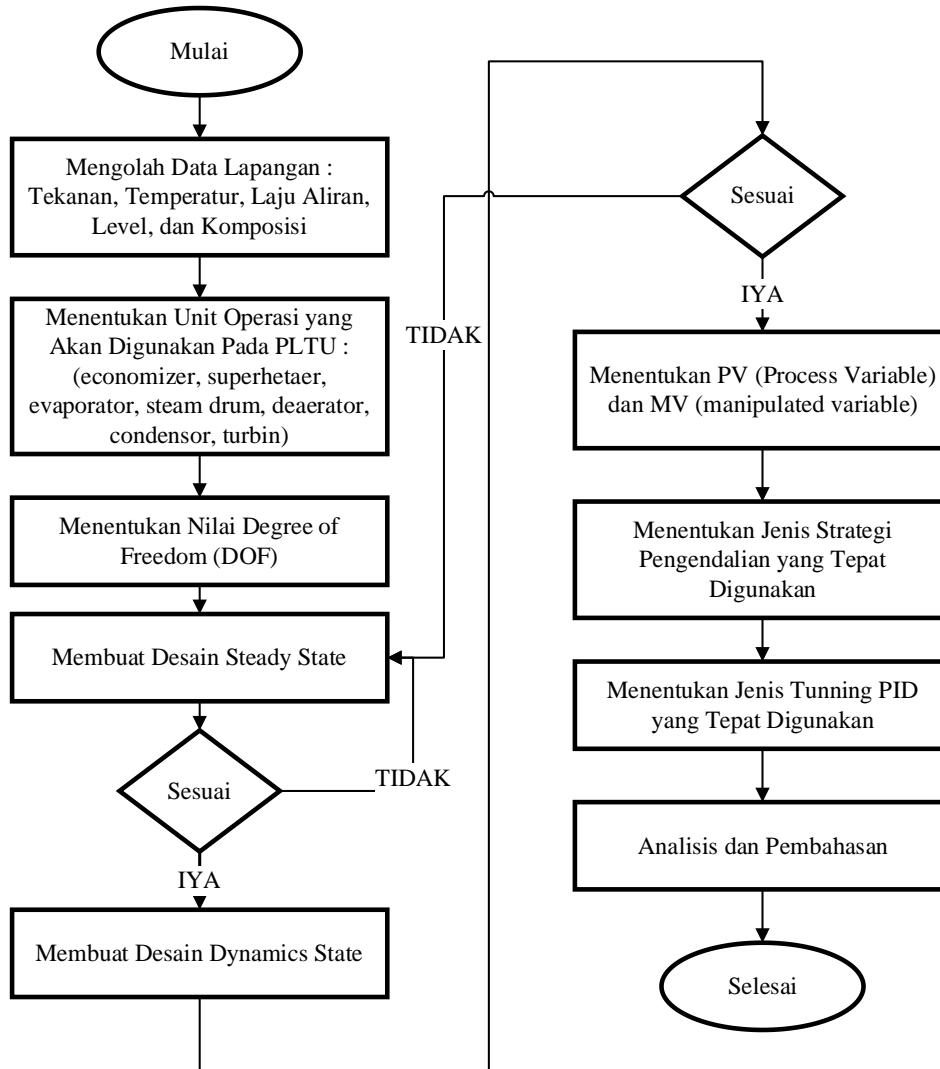 Mulai
Mengolah Data Lapangan :
Tekanan, Temperatur, Laju Aliran,
Level, dan Komposisi
Menentukan Unit Operasi yang
Akan Digunakan Pada PLTU :
(economizer, superhetaer,
evaporator, steam drum, deaerator,
condensor, turbin)
Menentukan Nilai Degree of
Freedom (DOF)
Membuat Desain Steady State
Sesuai
TIDAK
IYA
Membuat Desain Dynamics State
Sesuai
TIDAK
IYA
Menentukan PV (Process Variable)
dan MV (manipulated variable)
Menentukan Jenis Strategi
Pengendalian yang Tepat
Digunakan
Menentukan Jenis Tunning PID
yang Tepat Digunakan
Analisis dan Pembahasan
Selesai